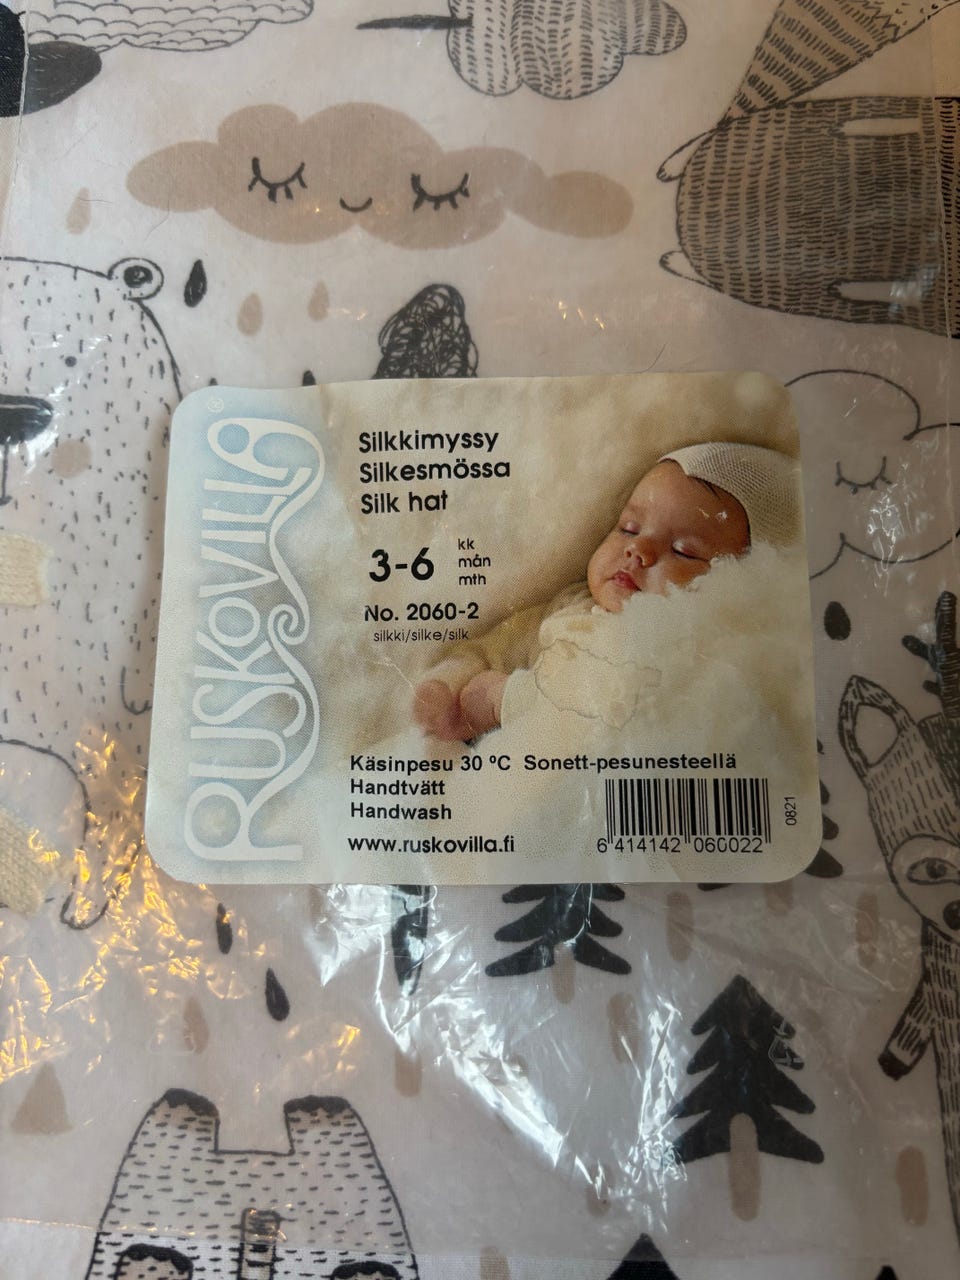 RUSKOVILLA®
Silkkimyssy
Silkesmössa
Silk hat
3-6
kk
mån
mth
No. 2060-2
silkki/silke/silk
Käsinpesu 30 ºC Sonett-pesunesteellä
Handtvätt
Handwash
www.ruskovilla.fi
6 414142 060022
0821